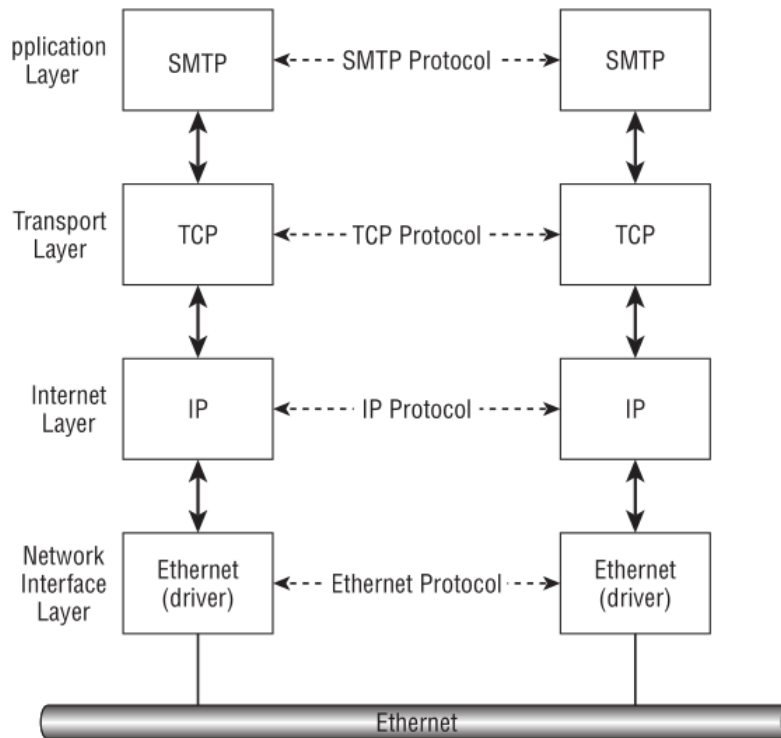 pplication
Layer
SMTP
SMTP Protocol
SMTP
Transport
Layer
TCP
TCP Protocol
TCP
Internet
Layer
IP
IP Protocol
IP
Network
Interface
Layer
Ethernet
(driver)
Ethernet Protocol
Ethernet
(driver)
Ethernet